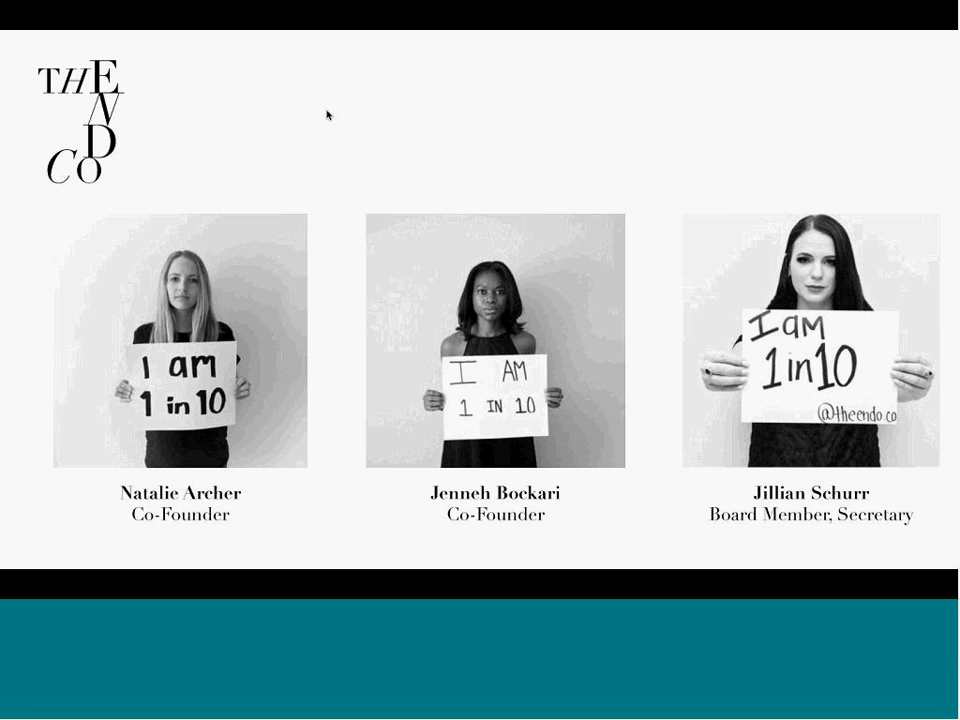 THE
N
D
CO
I am
1 in 10
I AM
1 IN 10
I am
1 in 10
@theendo.co
Natalie Archer
Co-Founder
Jenneh Bockari
Co-Founder
Jillian Schurr
Board Member, Secretary